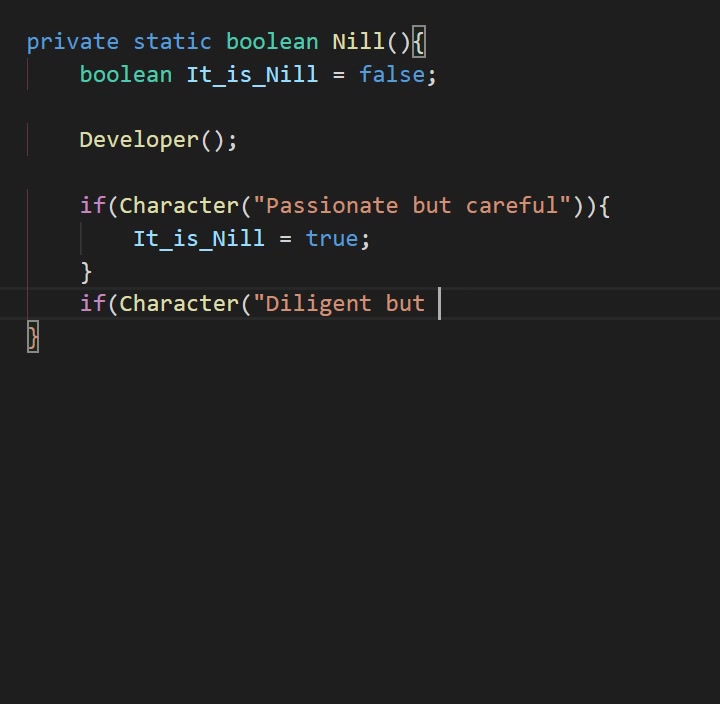 private static boolean Nill(){
    boolean It_is_Nill = false;

    Developer();

    if(Character("Passionate but careful")){
        It_is_Nill = true;
    }
    if(Character("Diligent but 
}